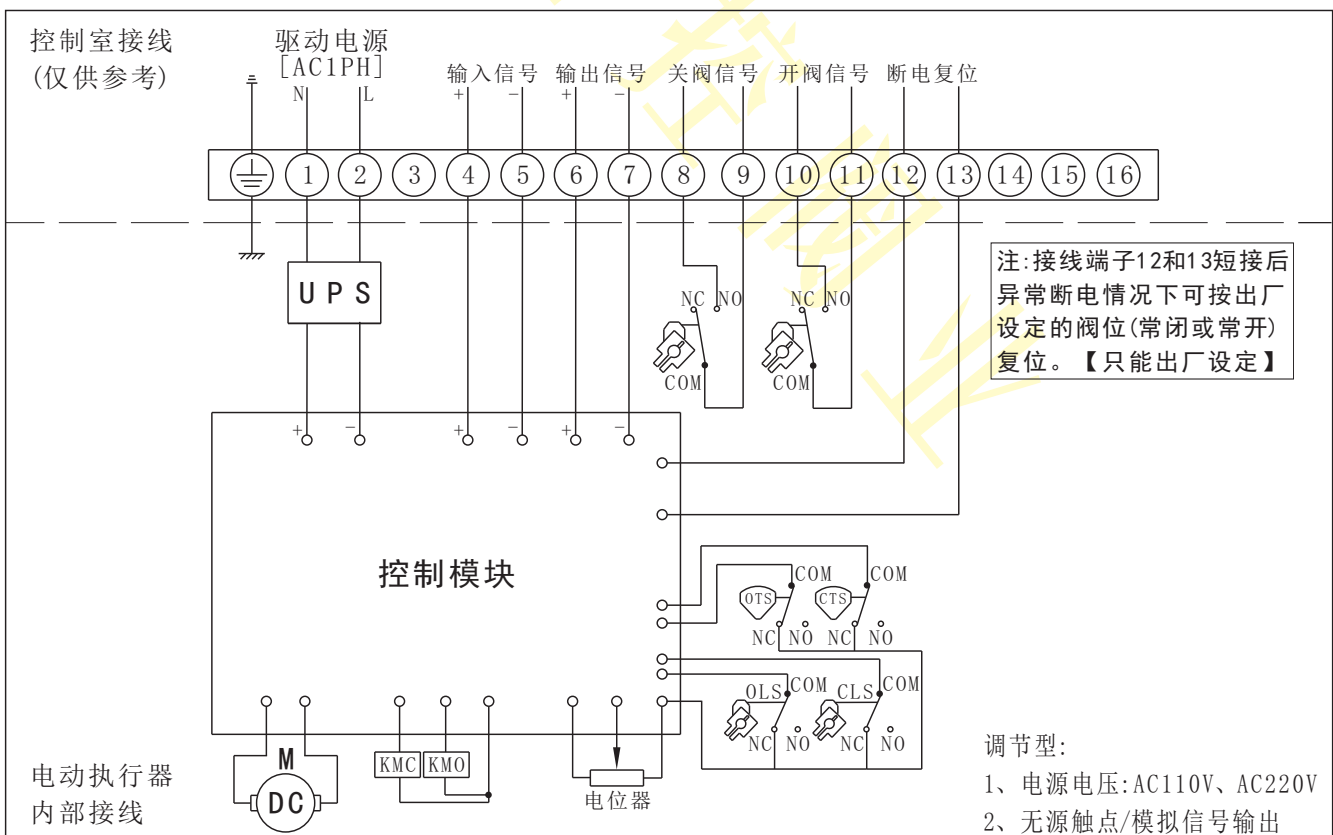 控制室接线
(仅供参考)
驱动电源
[AC1PH]
N L
输入信号 输出信号 关阀信号 开阀信号 断电复位
+ − + −
1 2 3 4 5 6 7 8 9 10 11 12 13 14 15 16
UPS
NC NO NC NO
COM COM
注:接线端子12和13短接后
异常断电情况下可按出厂
设定的阀位(常闭或常开)
复位。【只能出厂设定】
+ − + − + −
控制模块
COM COM
OTS CTS
NC NO NC NO
OLS COM CLS COM
NC NO NC NO
M
DC
KMC KMO
电位器
电动执行器
内部接线
调节型:
1、电源电压:AC110V、AC220V
2、无源触点/模拟信号输出
控阀业